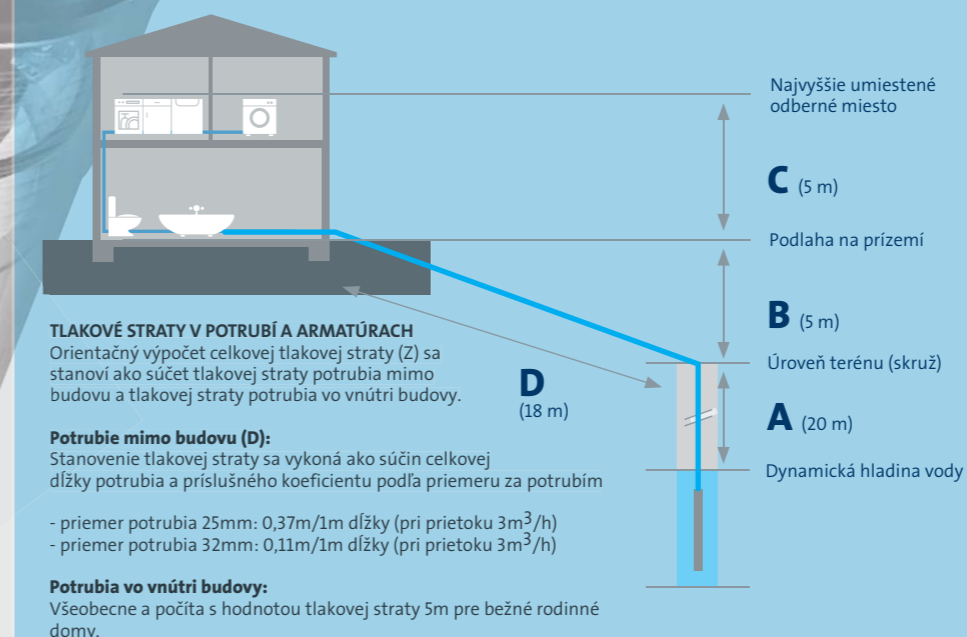 Najvyššie umiestené
odberné miesto
C (5 m)
Podlaha na prízemí
B (5 m)
Úroveň terénu (skruž)
A (20 m)
Dynamická hladina vody
D
(18 m)
TLAKOVÉ STRATY V POTRUBÍ A ARMATÚRACH
Orientačný výpočet celkovej tlakovej straty (Z) sa
stanoví ako súčet tlakovej straty potrubia mimo
budovu a tlakovej straty potrubia vo vnútri budovy.
Potrubie mimo budovu (D):
Stanovenie tlakovej straty sa vykoná ako súčin celkovej
dĺžky potrubia a príslušného koeficientu podľa priemeru za potrubím
- priemer potrubia 25mm: 0,37m/1m dĺžky (pri prietoku 3m³/h)
- priemer potrubia 32mm: 0,11m/1m dĺžky (pri prietoku 3m³/h)
Potrubia vo vnútri budovy:
Všeobecne a počíta s hodnotou tlakovej straty 5m pre bežné rodinné
domy.